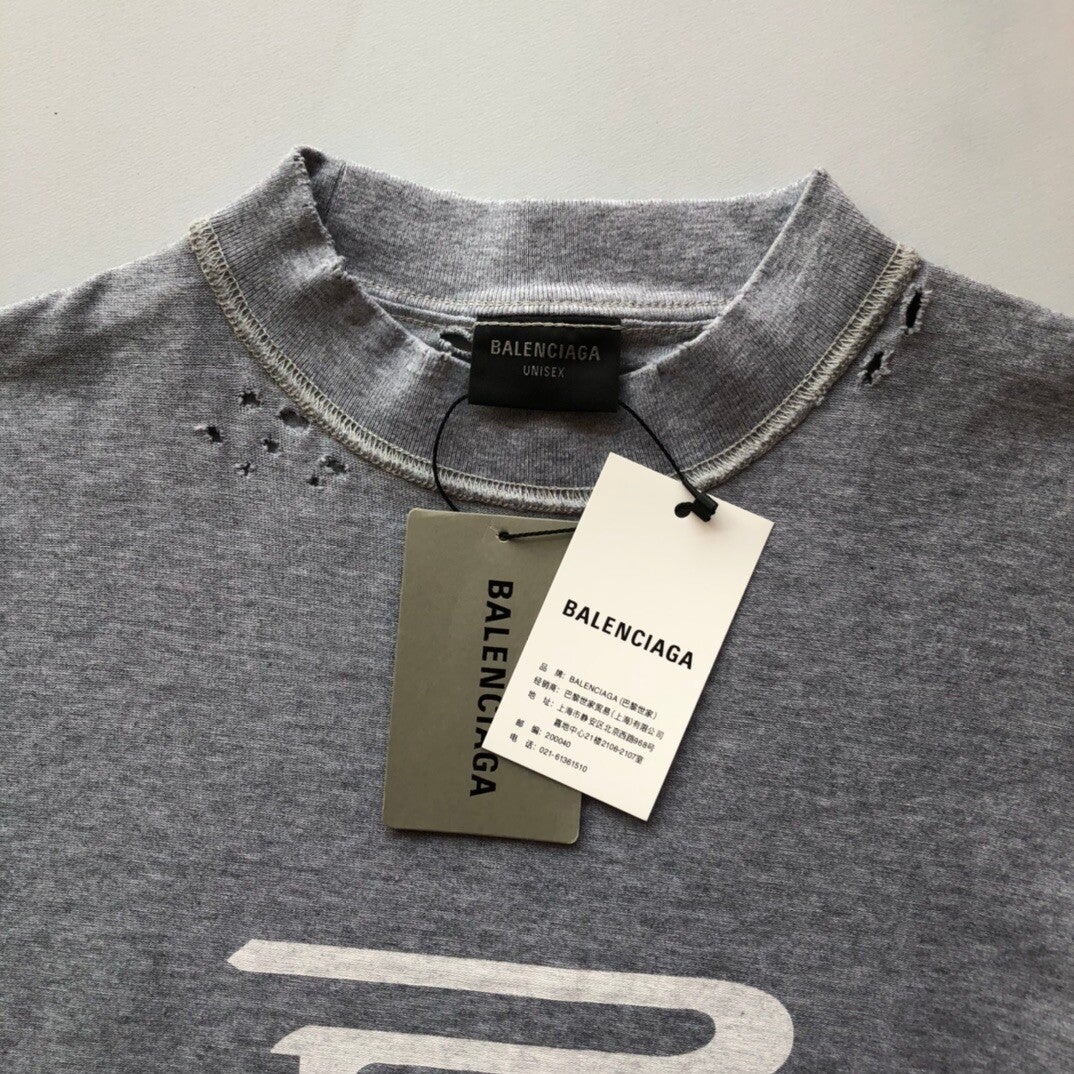 BALENCIAGA
UNISEX
BALENCIAGA
BALENCIAGA
品 牌: BALENCIAGA (巴黎世家)
经销商: 巴黎世家贸易(上海)有限公司
地 址: 上海市静安区北京西路968号
嘉地中心21楼2106-2107室
邮 编: 200040
电 话: 021-61361510